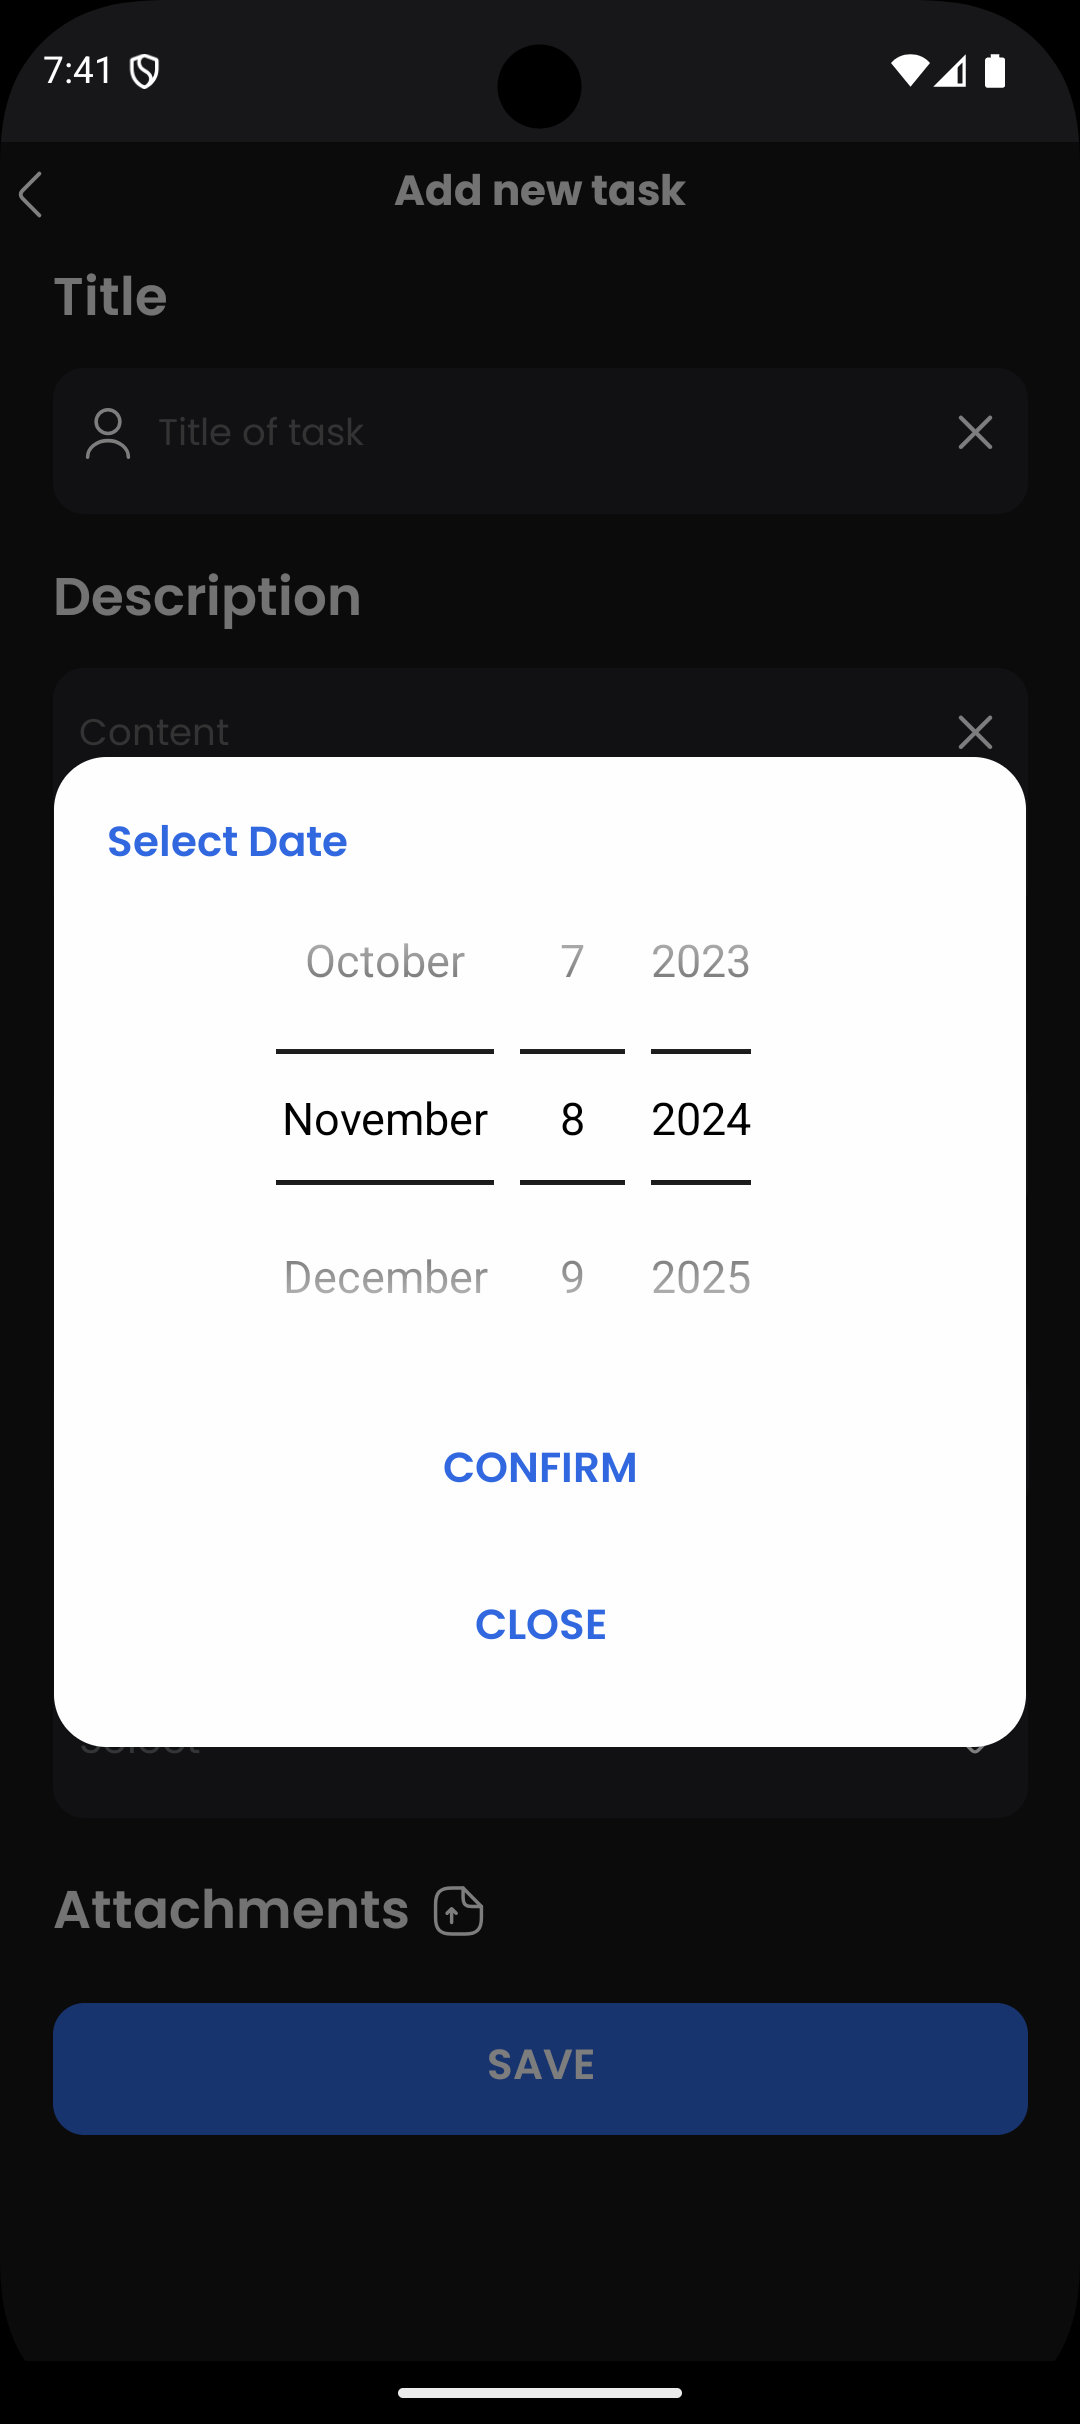 7:41
Add new task
Title
Title of task
Description
Content
Select Date
October 7 2023
November 8 2024
December 9 2025
CONFIRM
CLOSE
Select
Attachments
SAVE